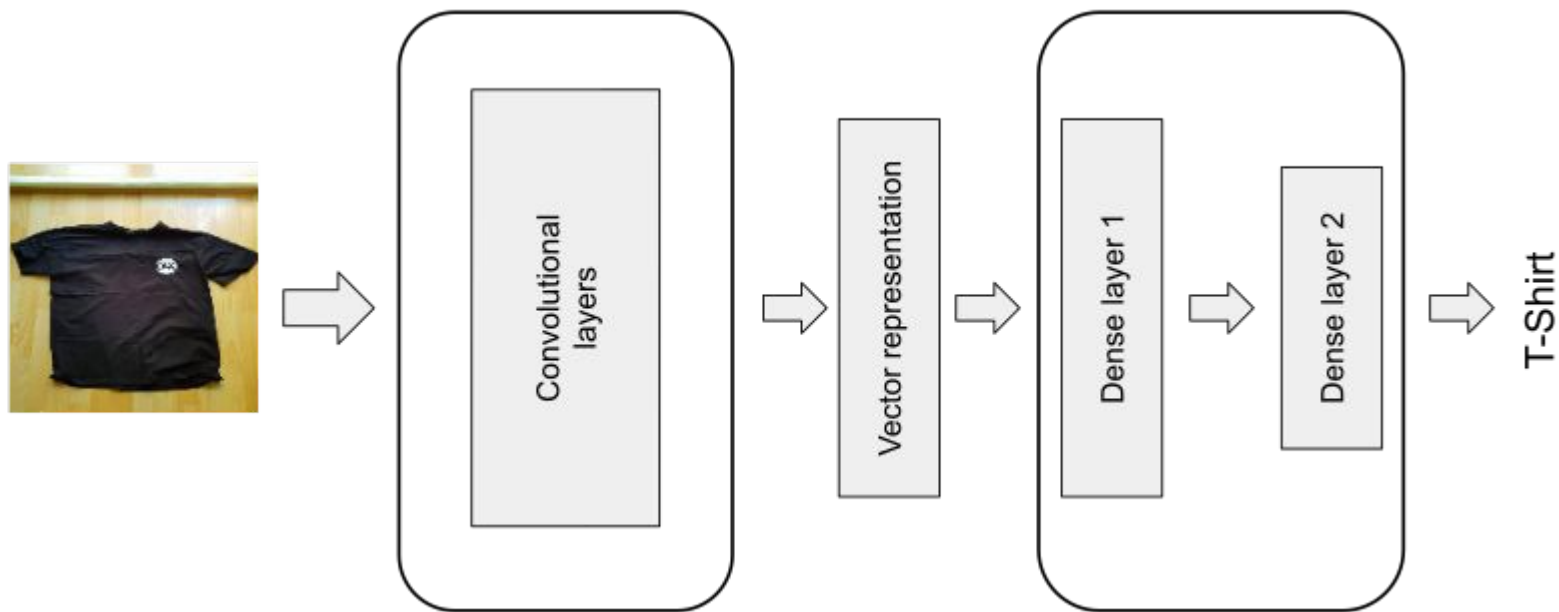 Convolutional
layers
Vector representation
Dense layer 1
Dense layer 2
T-Shirt